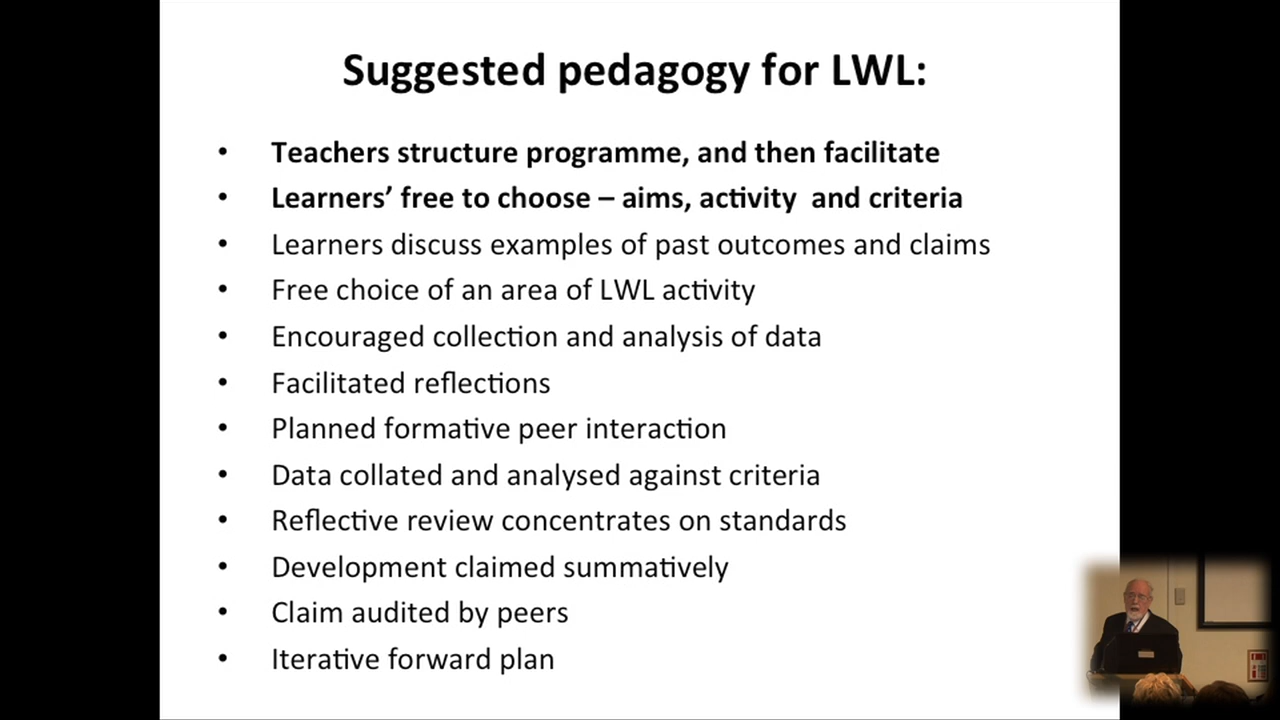 Suggested pedagogy for LWL:
• Teachers structure programme, and then facilitate
• Learners’ free to choose – aims, activity  and criteria
• Learners discuss examples of past outcomes and claims
• Free choice of an area of LWL activity
• Encouraged collection and analysis of data
• Facilitated reflections
• Planned formative peer interaction
• Data collated and analysed against criteria
• Reflective review concentrates on standards
• Development claimed summatively
• Claim audited by peers
• Iterative forward plan